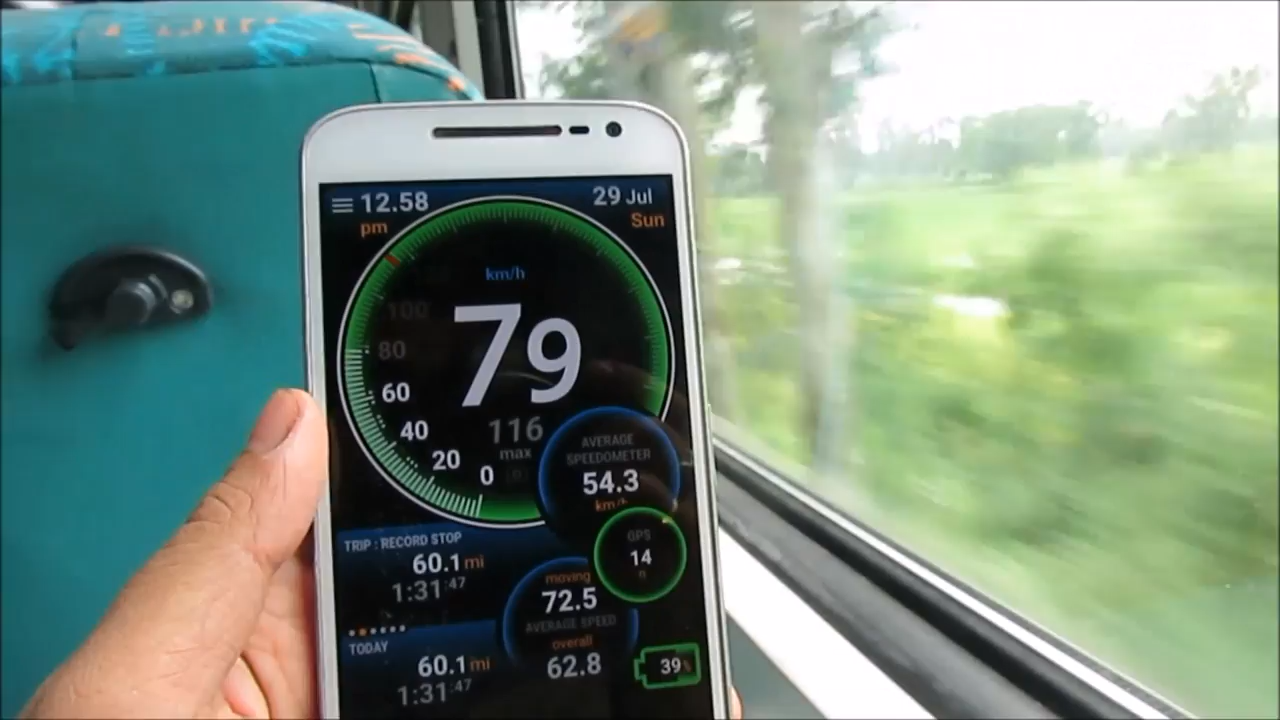 12.58
29 Jul
pm
Sun
km/h
100
80
79
60
40
116
20
max
0
AVERAGE
SPEEDOMETER
54.3
km/h
TRIP : RECORD STOP
GPS
60.1 mi
14
1:31:47
moving
72.5
AVERAGE SPEED
TODAY
overall
60.1 mi
62.8
39%
1:31:47